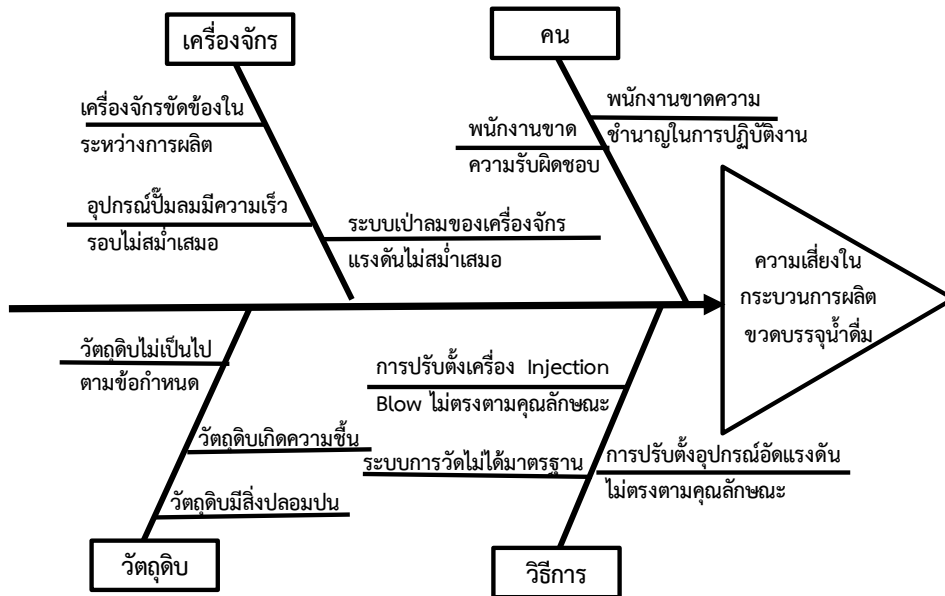 เครื่องจักร
คน
เครื่องจักรขัดข้องใน
ระหว่างการผลิต
พนักงานขาดความ
ชำนาญในการปฏิบัติงาน
พนักงานขาด
ความรับผิดชอบ
อุปกรณ์ปั๊มลมมีความเร็ว
รอบไม่สม่ำเสมอ
ระบบเป่าลมของเครื่องจักร
แรงดันไม่สม่ำเสมอ
ความเสี่ยงใน
กระบวนการผลิต
ขวดบรรจุน้ำดื่ม
วัตถุดิบไม่เป็นไป
ตามข้อกำหนด
การปรับตั้งเครื่อง Injection
Blow ไม่ตรงตามคุณลักษณะ
วัตถุดิบเกิดความชื้น
ระบบการวัดไม่ได้มาตรฐาน
การปรับตั้งอุปกรณ์อัดแรงดัน
ไม่ตรงตามคุณลักษณะ
วัตถุดิบมีสิ่งปลอมปน
วัตถุดิบ
วิธีการ